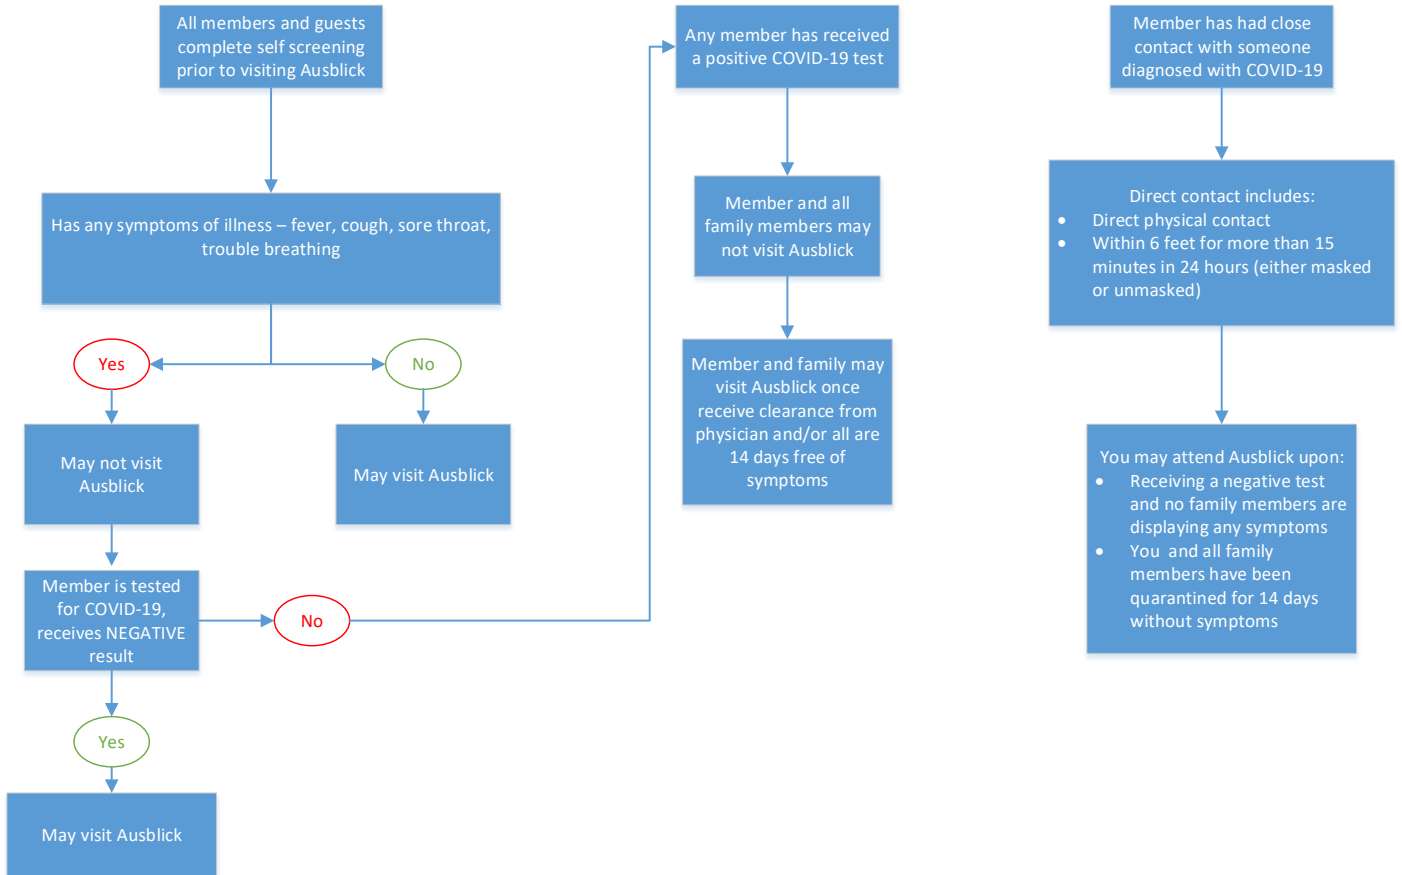 All members and guests
complete self screening
prior to visiting Ausblick
Has any symptoms of illness – fever, cough, sore throat,
trouble breathing
Yes
No
May not visit
Ausblick
May visit Ausblick
Member is tested
for COVID-19,
receives NEGATIVE
result
No
Yes
May visit Ausblick
Any member has received
a positive COVID-19 test
Member and all
family members may
not visit Ausblick
Member and family may
visit Ausblick once
receive clearance from
physician and/or all are
14 days free of
symptoms
Member has had close
contact with someone
diagnosed with COVID-19
Direct contact includes:
• Direct physical contact
• Within 6 feet for more than 15
minutes in 24 hours (either masked
or unmasked)
You may attend Ausblick upon:
• Receiving a negative test
and no family members are
displaying any symptoms
• You and all family
members have been
quarantined for 14 days
without symptoms